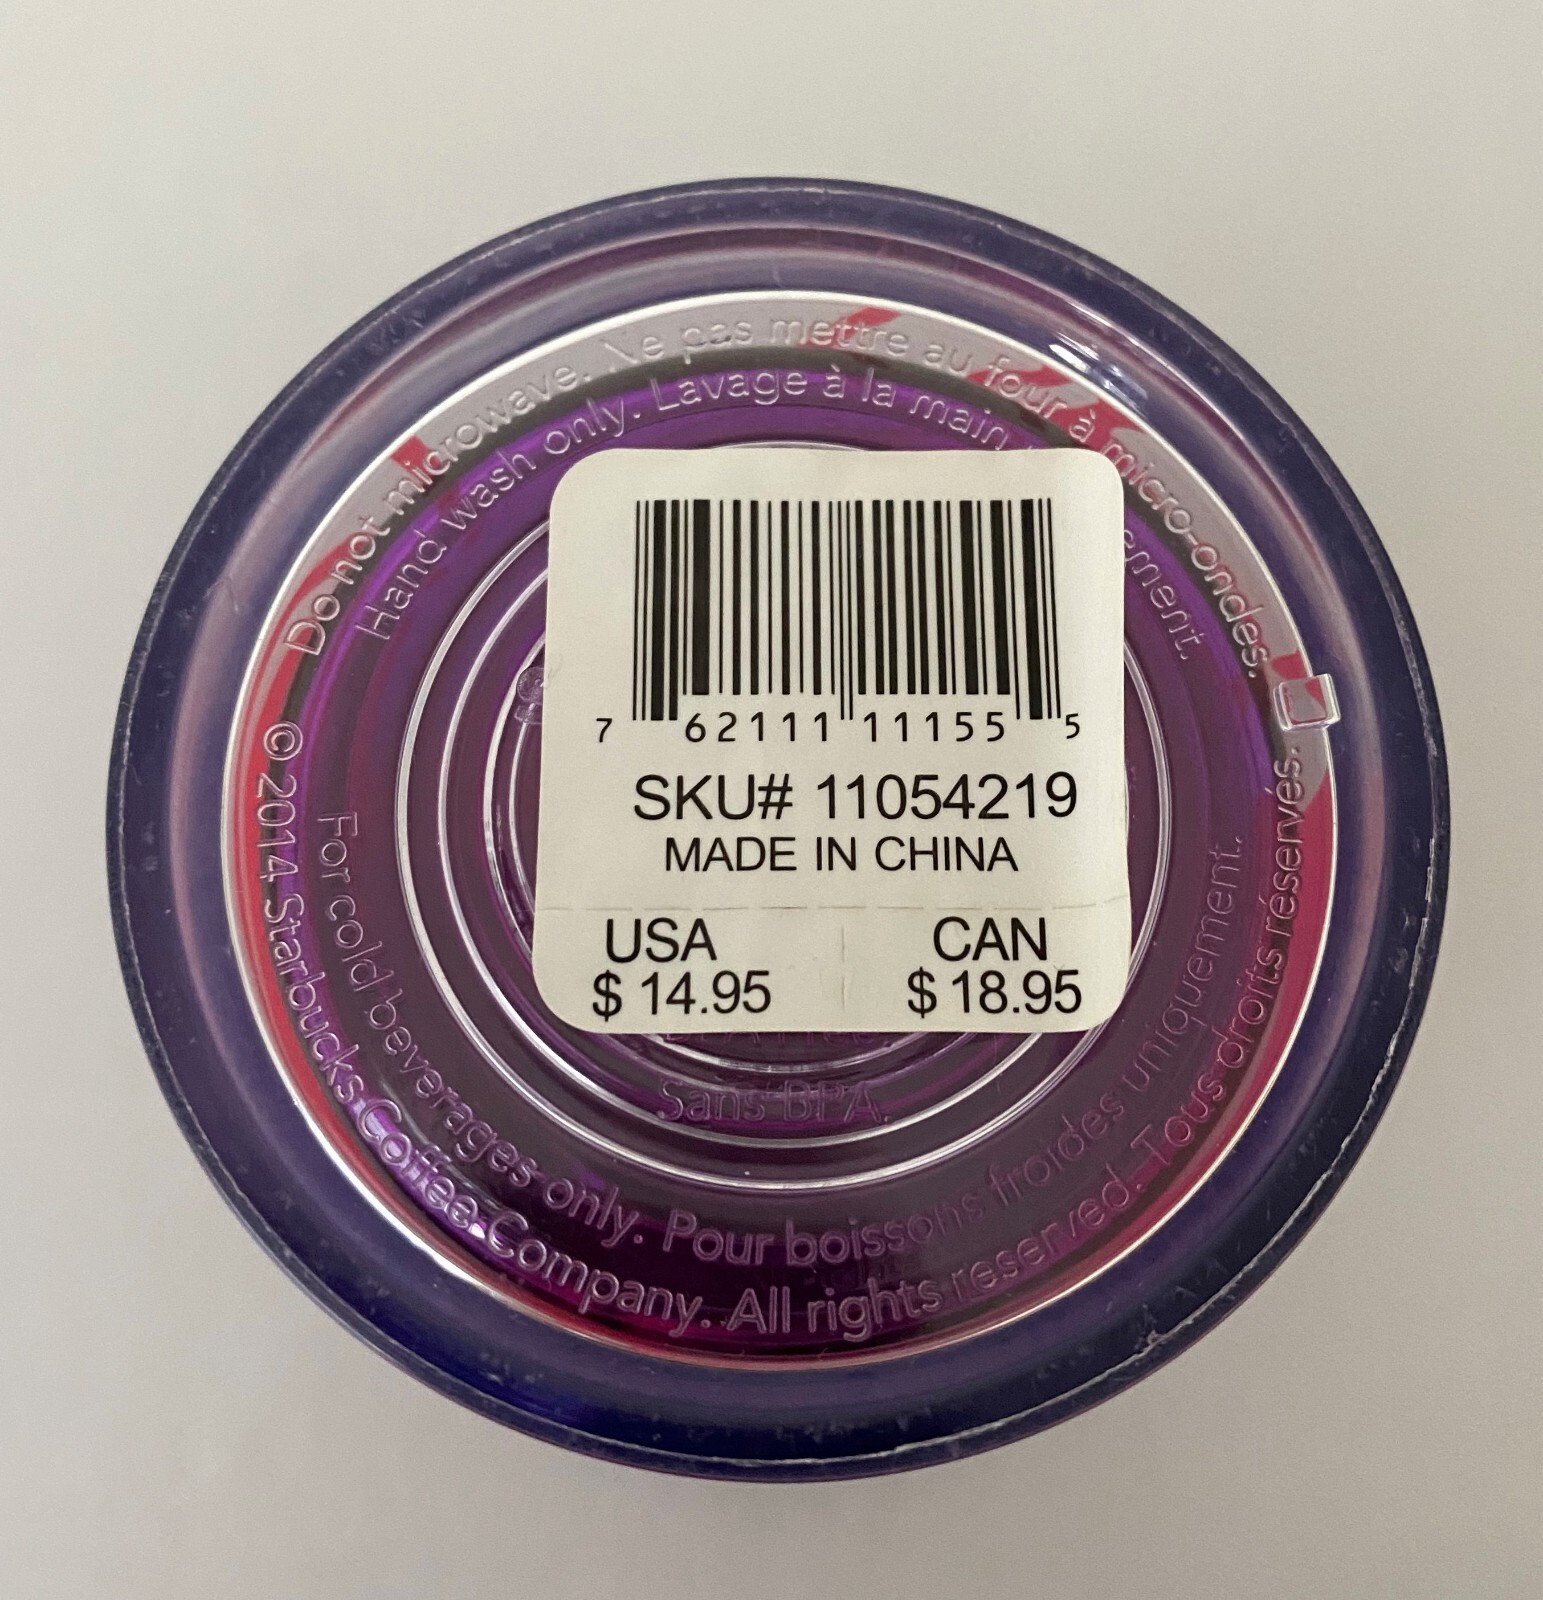 Do not microwave. Ne pas mettre au four à micro-ondes.
Hand wash only. Lavage à la main ement.
7 62111 11155 5
SKU# 11054219
MADE IN CHINA
USA CAN
$ 14.95 $ 18.95
Sans BPA.
For cold beverages only. Pour boissons froides uniquement.
© 2014 Starbucks Coffee Company. All rights reserved. Tous droits réservés.